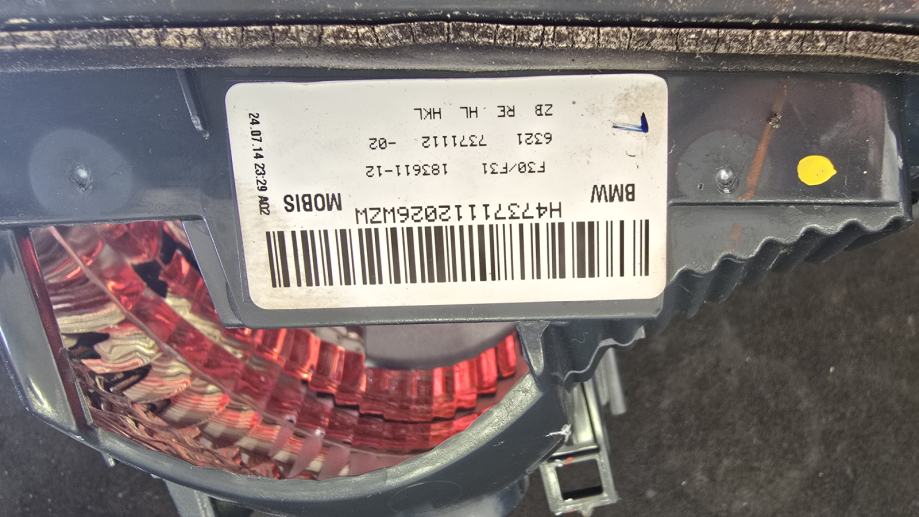 H47371112026WZW
BMW MOBIS
F30/F31 183611-12
6321 7371112 -02
ZB RE HL HKL
24.07.14 23:29 A02